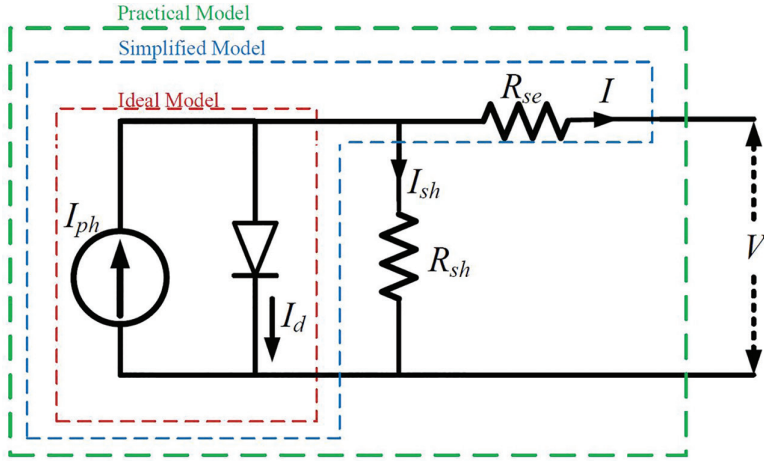 Practical Model
Simplified Model
Ideal Model
Rse
I
Iph
Ish
Rsh
V
Id